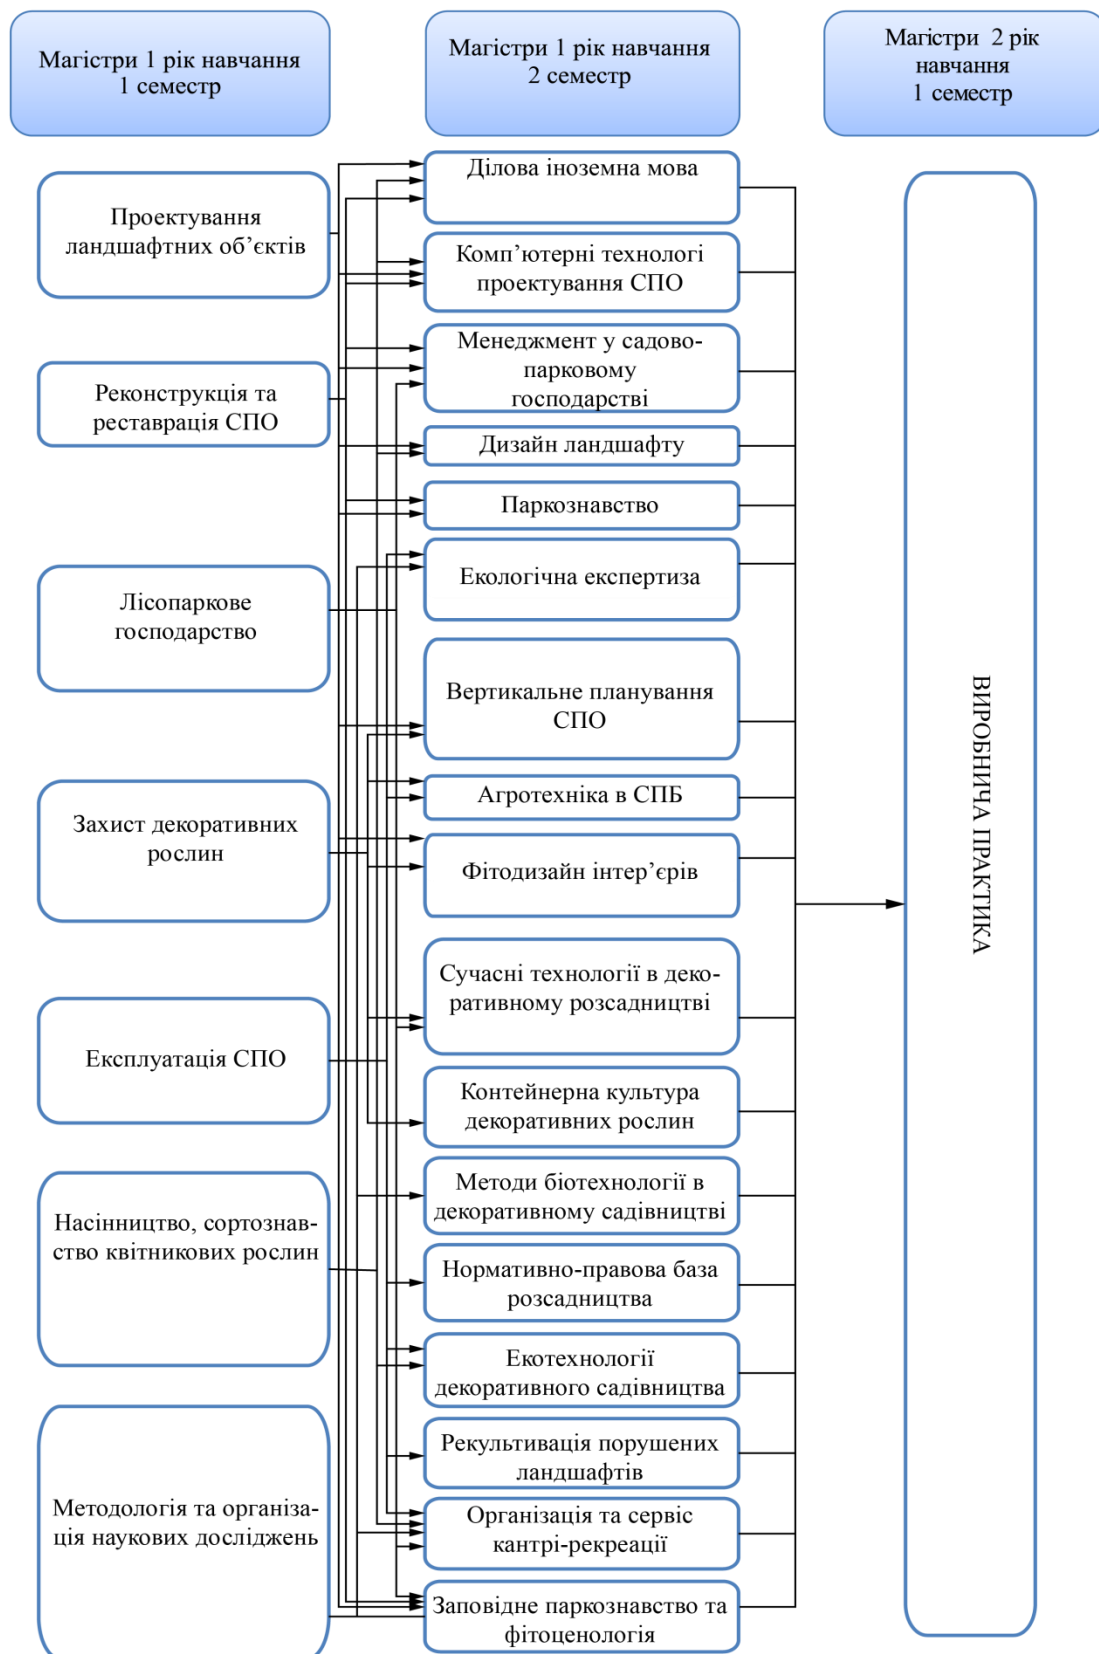 Магістри 1 рік навчання
1 семестр
Магістри 1 рік навчання
2 семестр
Магістри 2 рік
навчання
1 семестр
Проектування
ландшафтних об’єктів
Реконструкція та
реставрація СПО
Лісопаркове
господарство
Захист декоративних
рослин
Експлуатація СПО
Насінництво, сортознав-
ство квітникових рослин
Методологія та організа-
ція наукових досліджень
Ділова іноземна мова
Комп’ютерні технологі
проектування СПО
Менеджмент у садово-
парковому
господарстві
Дизайн ландшафту
Паркознавство
Екологічна експертиза
Вертикальне планування
СПО
Агротехніка в СПБ
Фітодизайн інтер’єрів
Сучасні технології в деко-
ративному розсадництві
Контейнерна культура
декоративних рослин
Методи біотехнології в
декоративному садівництві
Нормативно-правова база
розсадництва
Екотехнології
декоративного садівництва
Рекультивація порушених
ландшафтів
Організація та сервіс
кантрі-рекреації
Заповідне паркознавство та
фітоценологія
ВИРОБНИЧА ПРАКТИКА